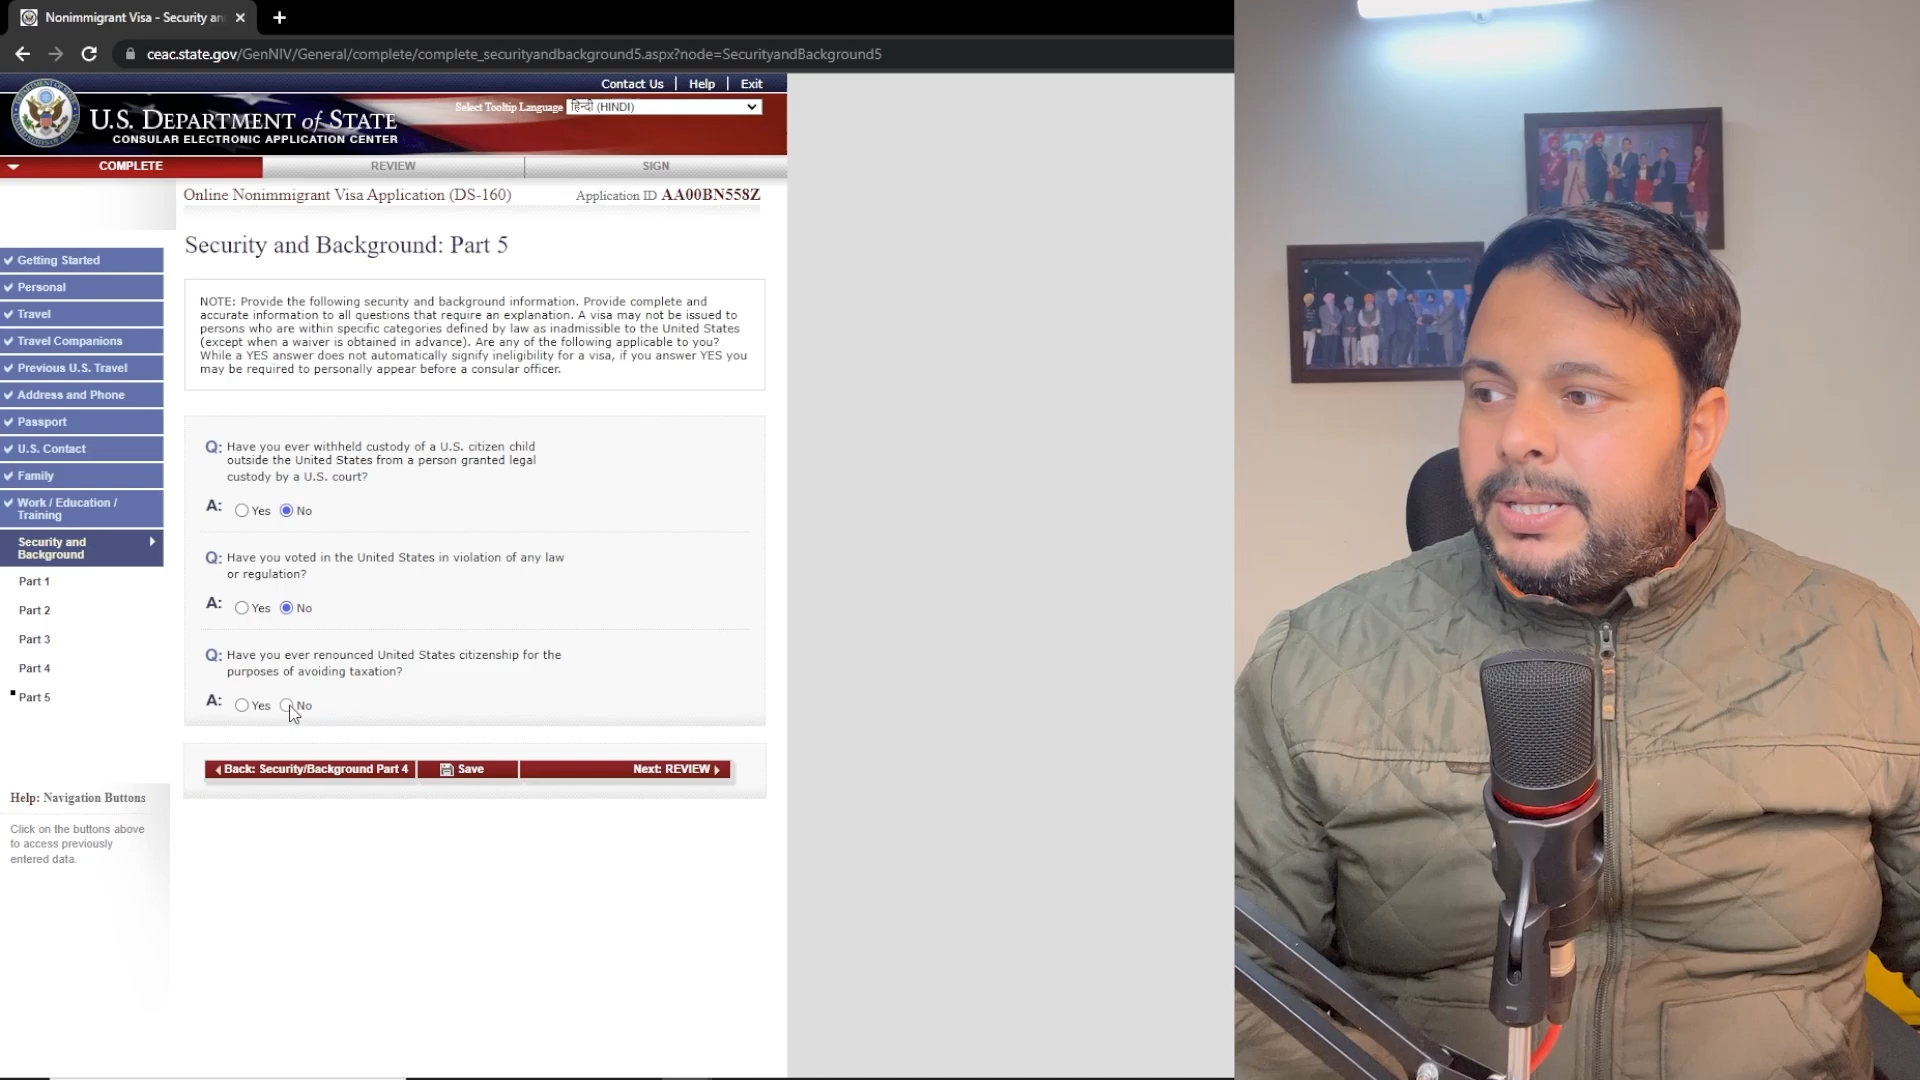 Nonimmigrant Visa - Security an
ceac.state.gov/GenNIV/General/complete/complete_securityandbackground5.aspx?node=SecurityandBackground5
Contact Us | Help | Exit
Select Tooltip Language हिन्दी (HINDI)
U.S. DEPARTMENT of STATE
CONSULAR ELECTRONIC APPLICATION CENTER
COMPLETE REVIEW SIGN
Online Nonimmigrant Visa Application (DS-160) Application ID AA00BN558Z
Security and Background: Part 5
Getting Started
Personal
Travel
Travel Companions
Previous U.S. Travel
Address and Phone
Passport
U.S. Contact
Family
Work / Education /
Training
Security and
Background
Part 1
Part 2
Part 3
Part 4
Part 5
Help: Navigation Buttons
Click on the buttons above
to access previously
entered data.
NOTE: Provide the following security and background information. Provide complete and
accurate information to all questions that require an explanation. A visa may not be issued to
persons who are within specific categories defined by law as inadmissible to the United States
(except when a waiver is obtained in advance). Are any of the following applicable to you?
While a YES answer does not automatically signify ineligibility for a visa, if you answer YES you
may be required to personally appear before a consular officer.
Q: Have you ever withheld custody of a U.S. citizen child
outside the United States from a person granted legal
custody by a U.S. court?
A: Yes No
Q: Have you voted in the United States in violation of any law
or regulation?
A: Yes No
Q: Have you ever renounced United States citizenship for the
purposes of avoiding taxation?
A: Yes No
Back: Security/Background Part 4 Save Next: REVIEW